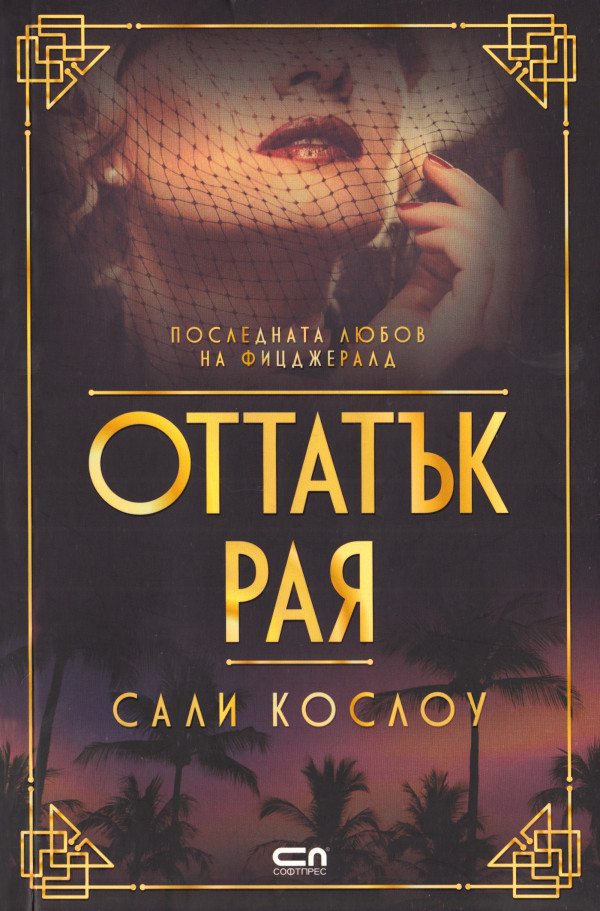 ПОСЛЕДНАТА ЛЮБОВ
НА ФИЦДЖЕРАЛД
ОТТАТЪК
РАЯ
САЛИ КОСЛОУ
СП
СОФТПРЕС